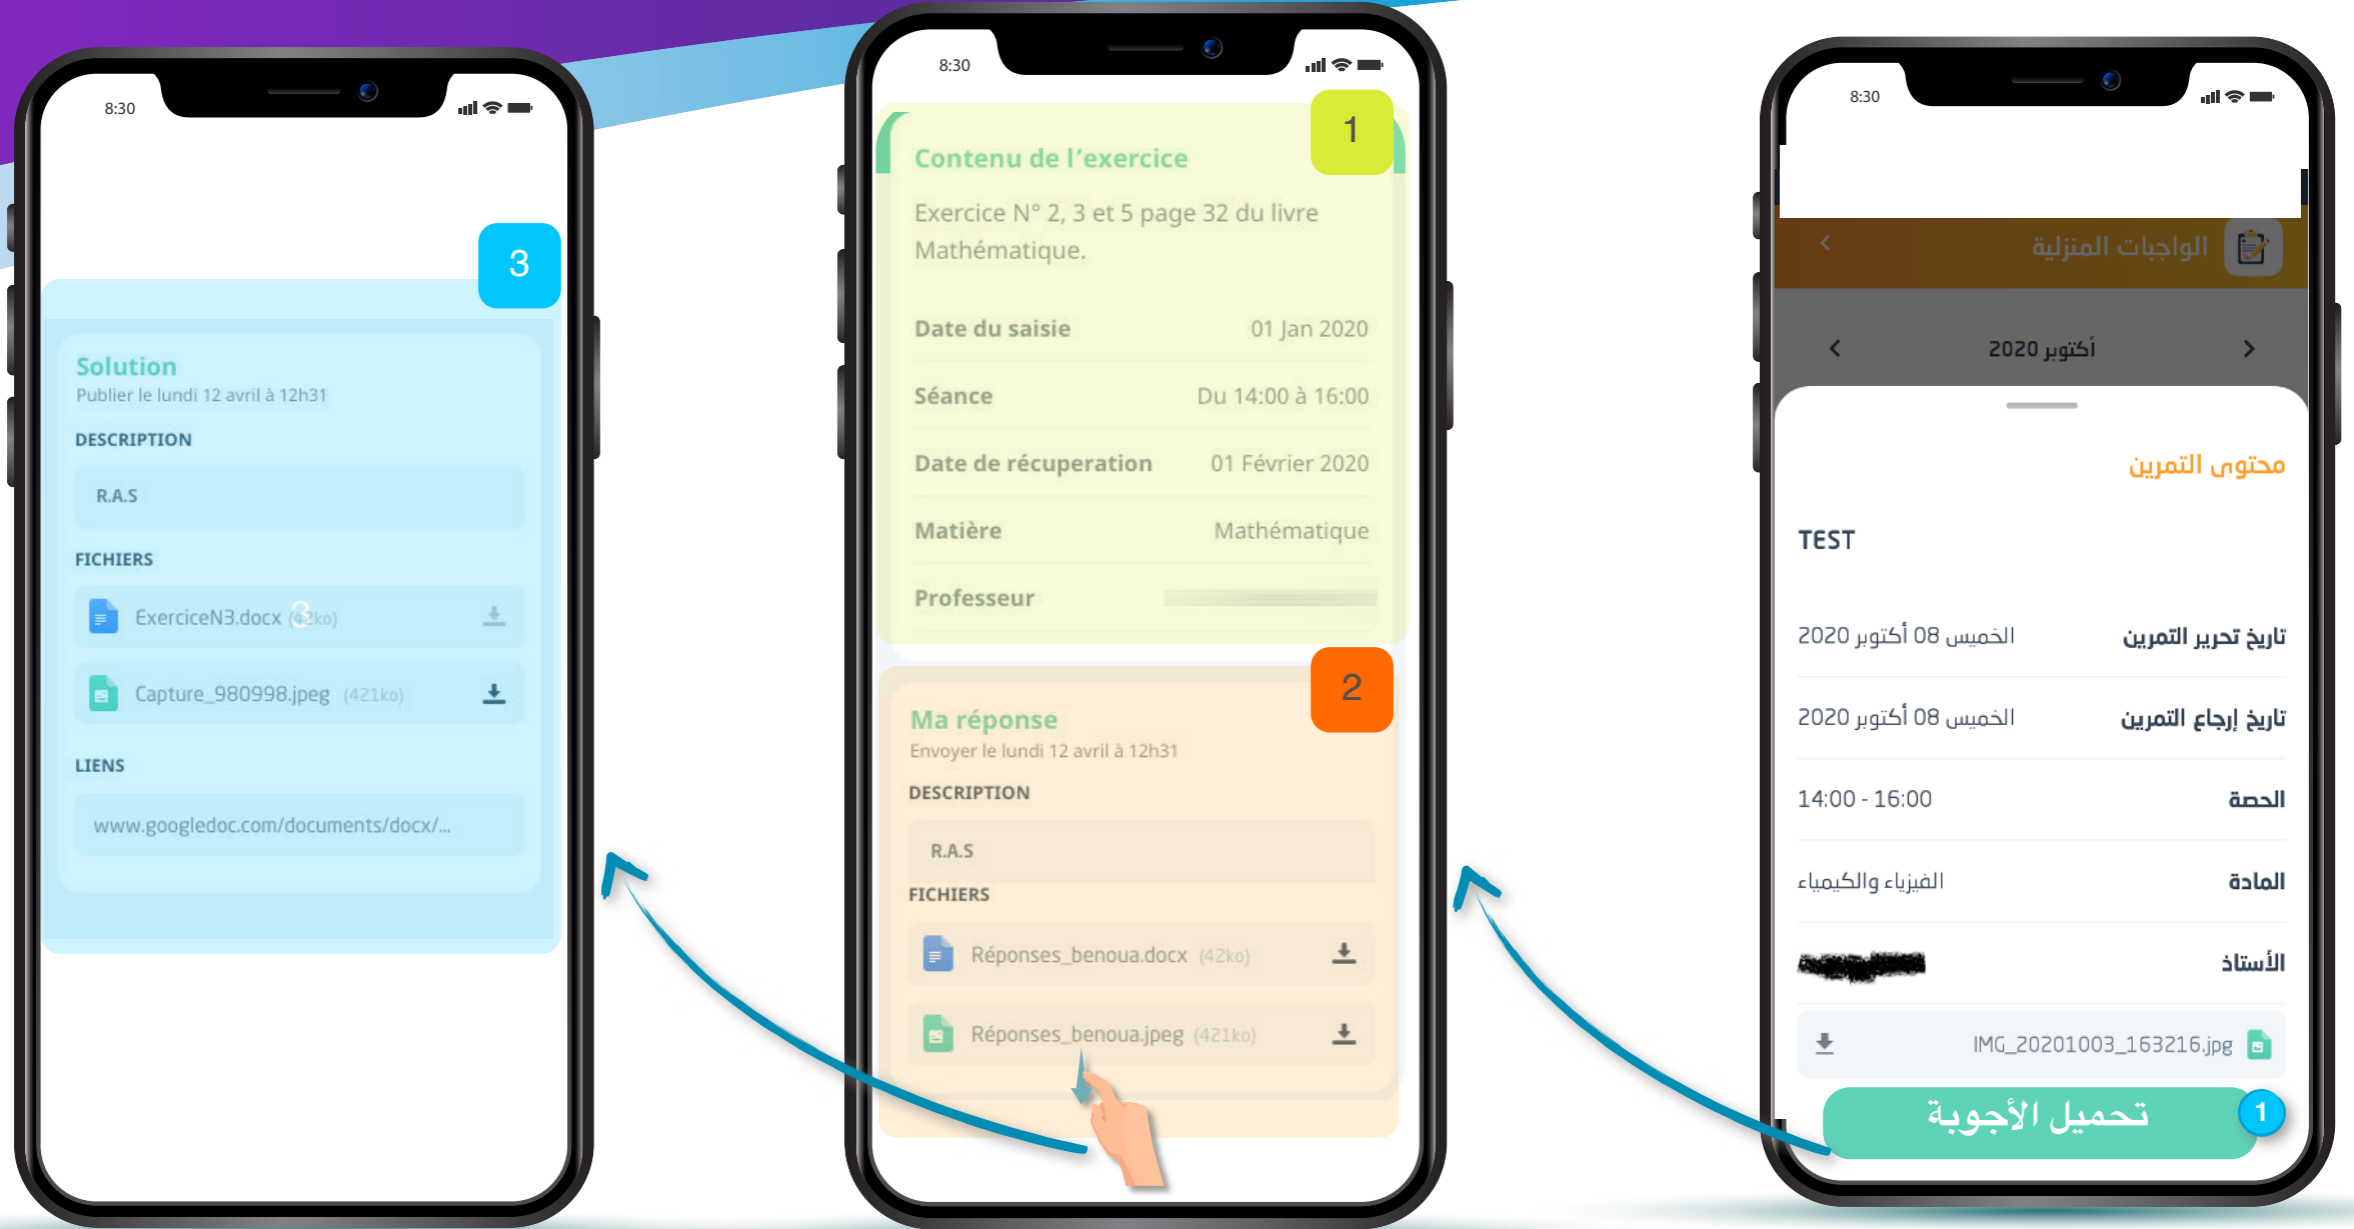 8:30
3
Solution
Publier le lundi 12 avril à 12h31
DESCRIPTION
R.A.S
FICHIERS
ExerciceN3.docx (42ko)
3
Capture_980998.jpeg (421ko)
LIENS
www.googledoc.com/documents/docx/...
8:30
1
Contenu de l'exercice
Exercice N° 2, 3 et 5 page 32 du livre
Mathématique.
Date du saisie 01 Jan 2020
Séance Du 14:00 à 16:00
Date de récuperation 01 Février 2020
Matière Mathématique
Professeur
2
Ma réponse
Envoyer le lundi 12 avril à 12h31
DESCRIPTION
R.A.S
FICHIERS
Réponses_benoua.docx (42ko)
Réponses_benoua.jpeg (421ko)
8:30
الواجبات المنزلية
أكتوبر 2020
محتوى التمرين
TEST
تاريخ تحرير التمرين الخميس 08 أكتوبر 2020
تاريخ إرجاع التمرين الخميس 08 أكتوبر 2020
الحصة 14:00 - 16:00
المادة الفيزياء والكيمياء
الأستاذ
IMG_20201003_163216.jpg
تحميل الأجوبة
1